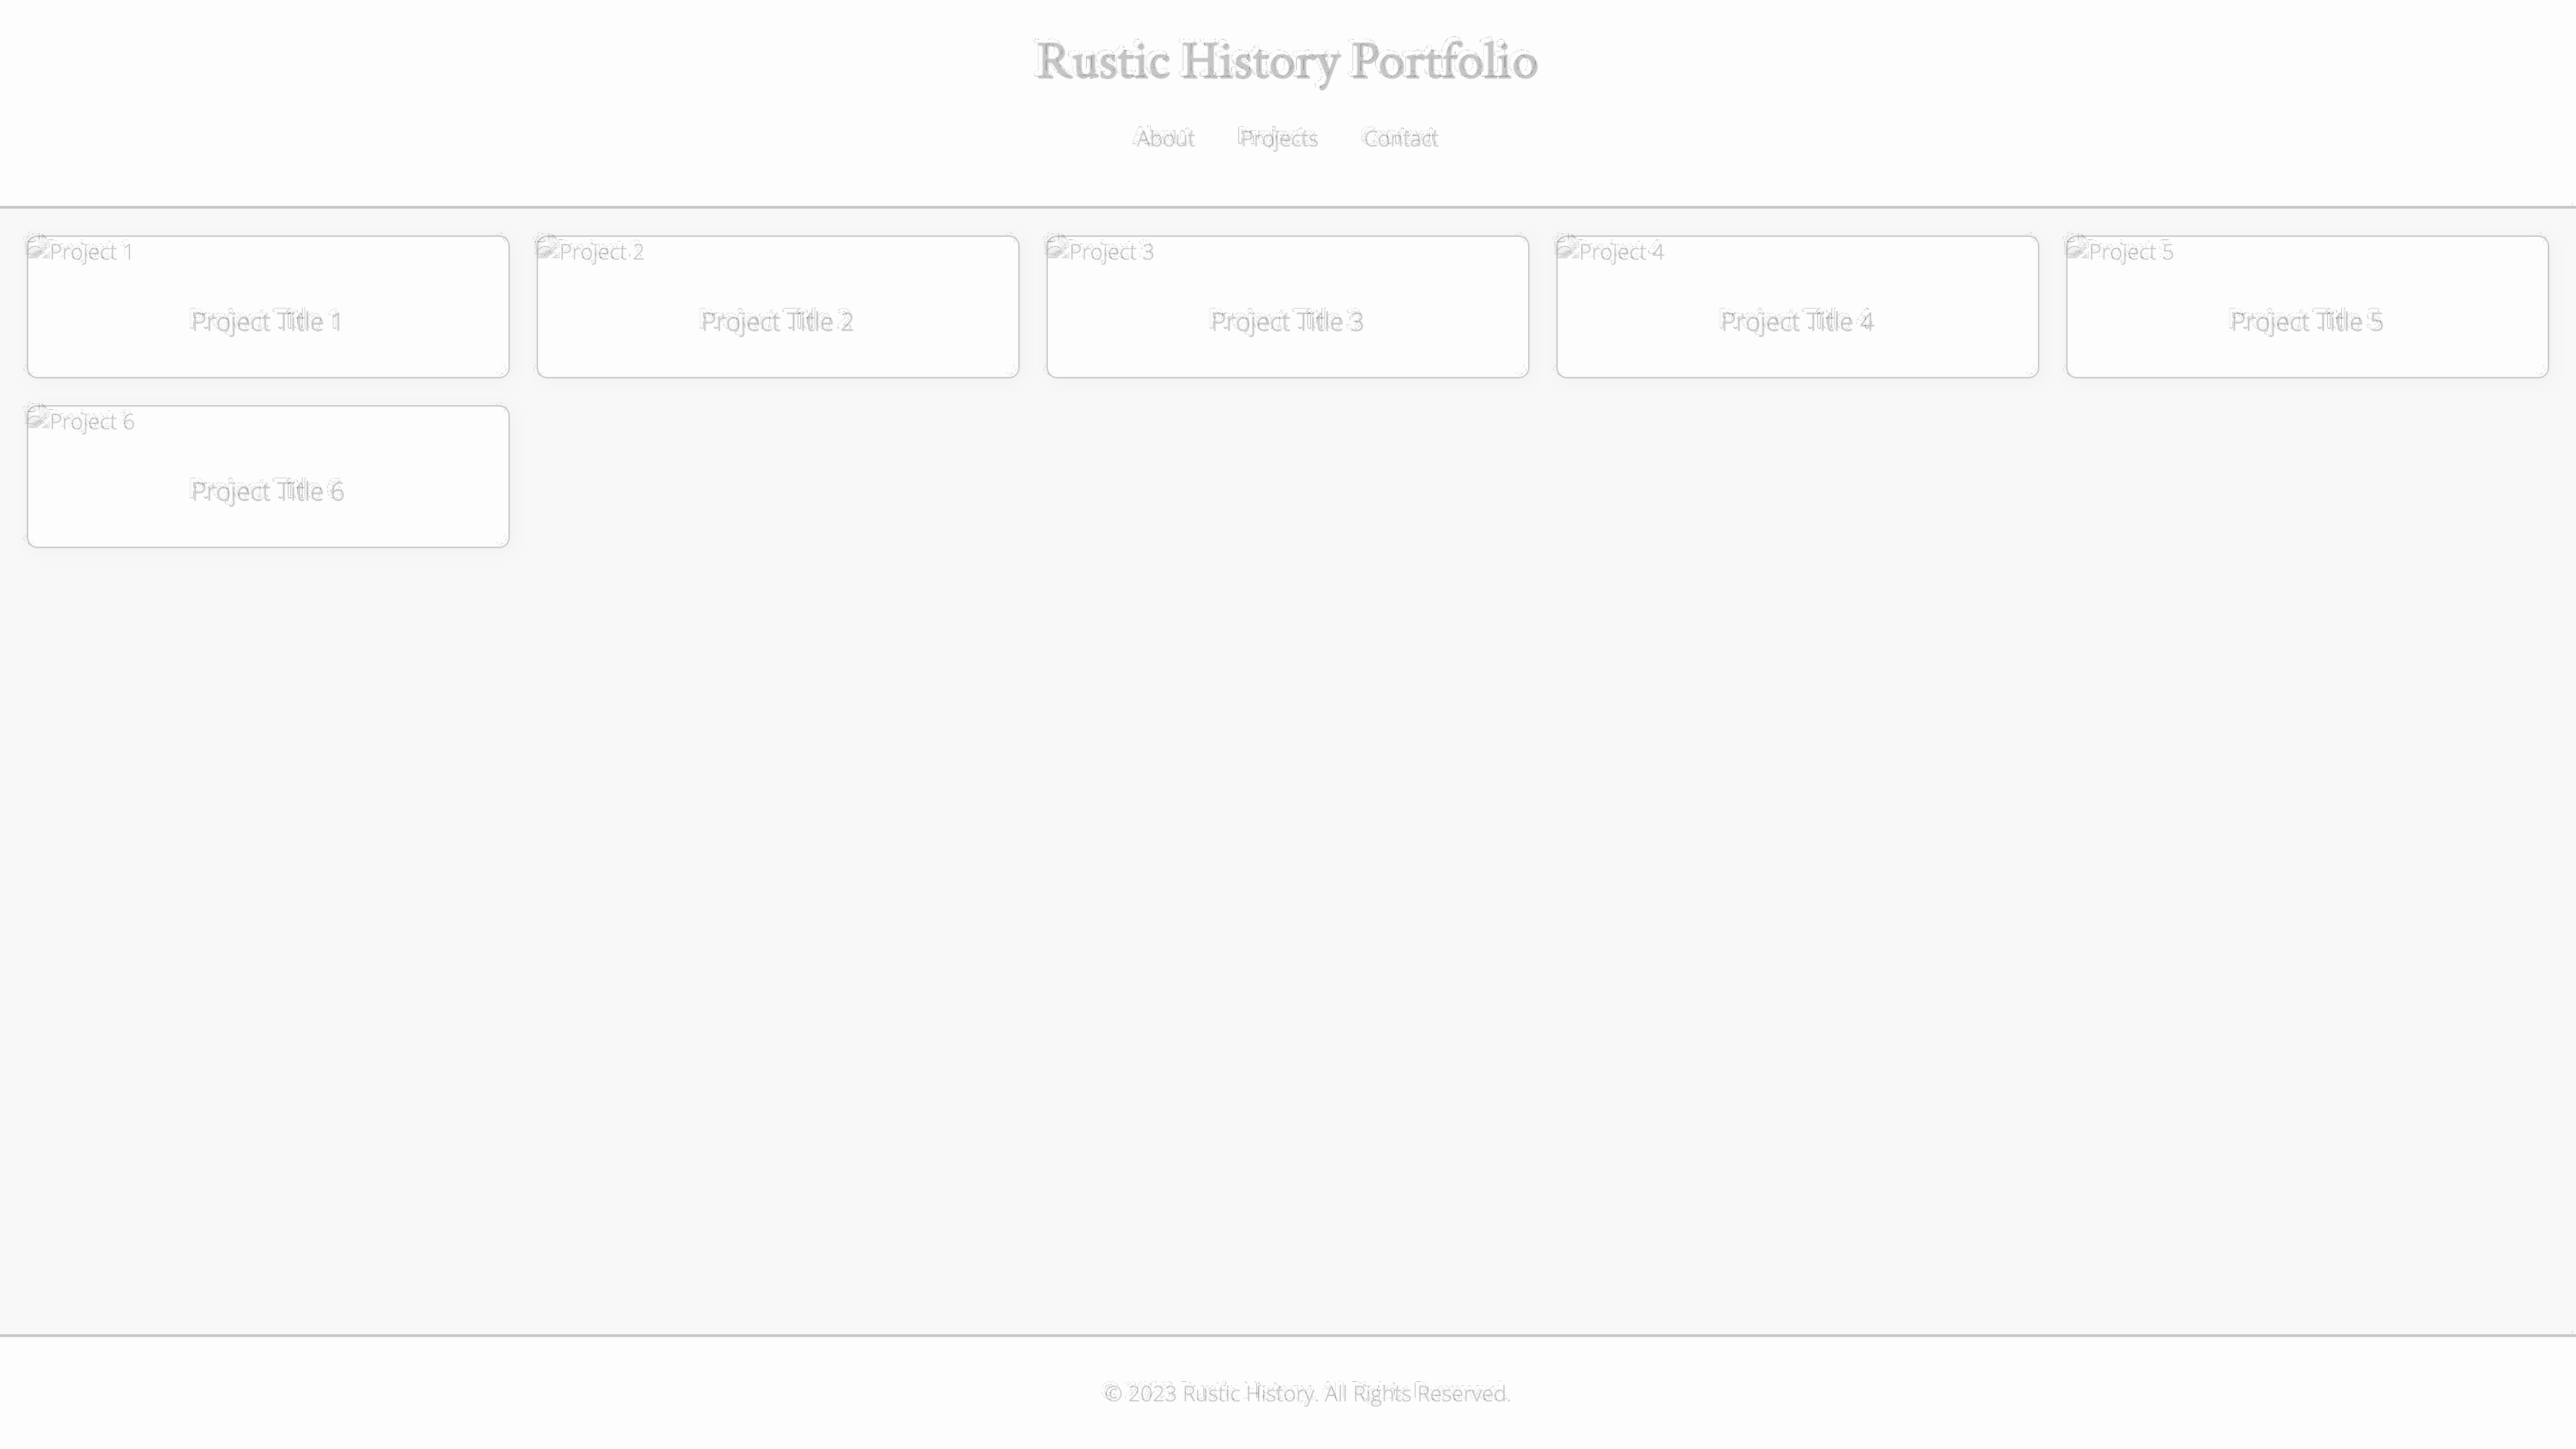 Rustic History Portfolio
About Projects Contact
Project 1 Project 2 Project 3 Project 4 Project 5
Project Title 1 Project Title 2 Project Title 3 Project Title 4 Project Title 5
Project 6
Project Title 6
© 2023 Rustic History. All Rights Reserved.